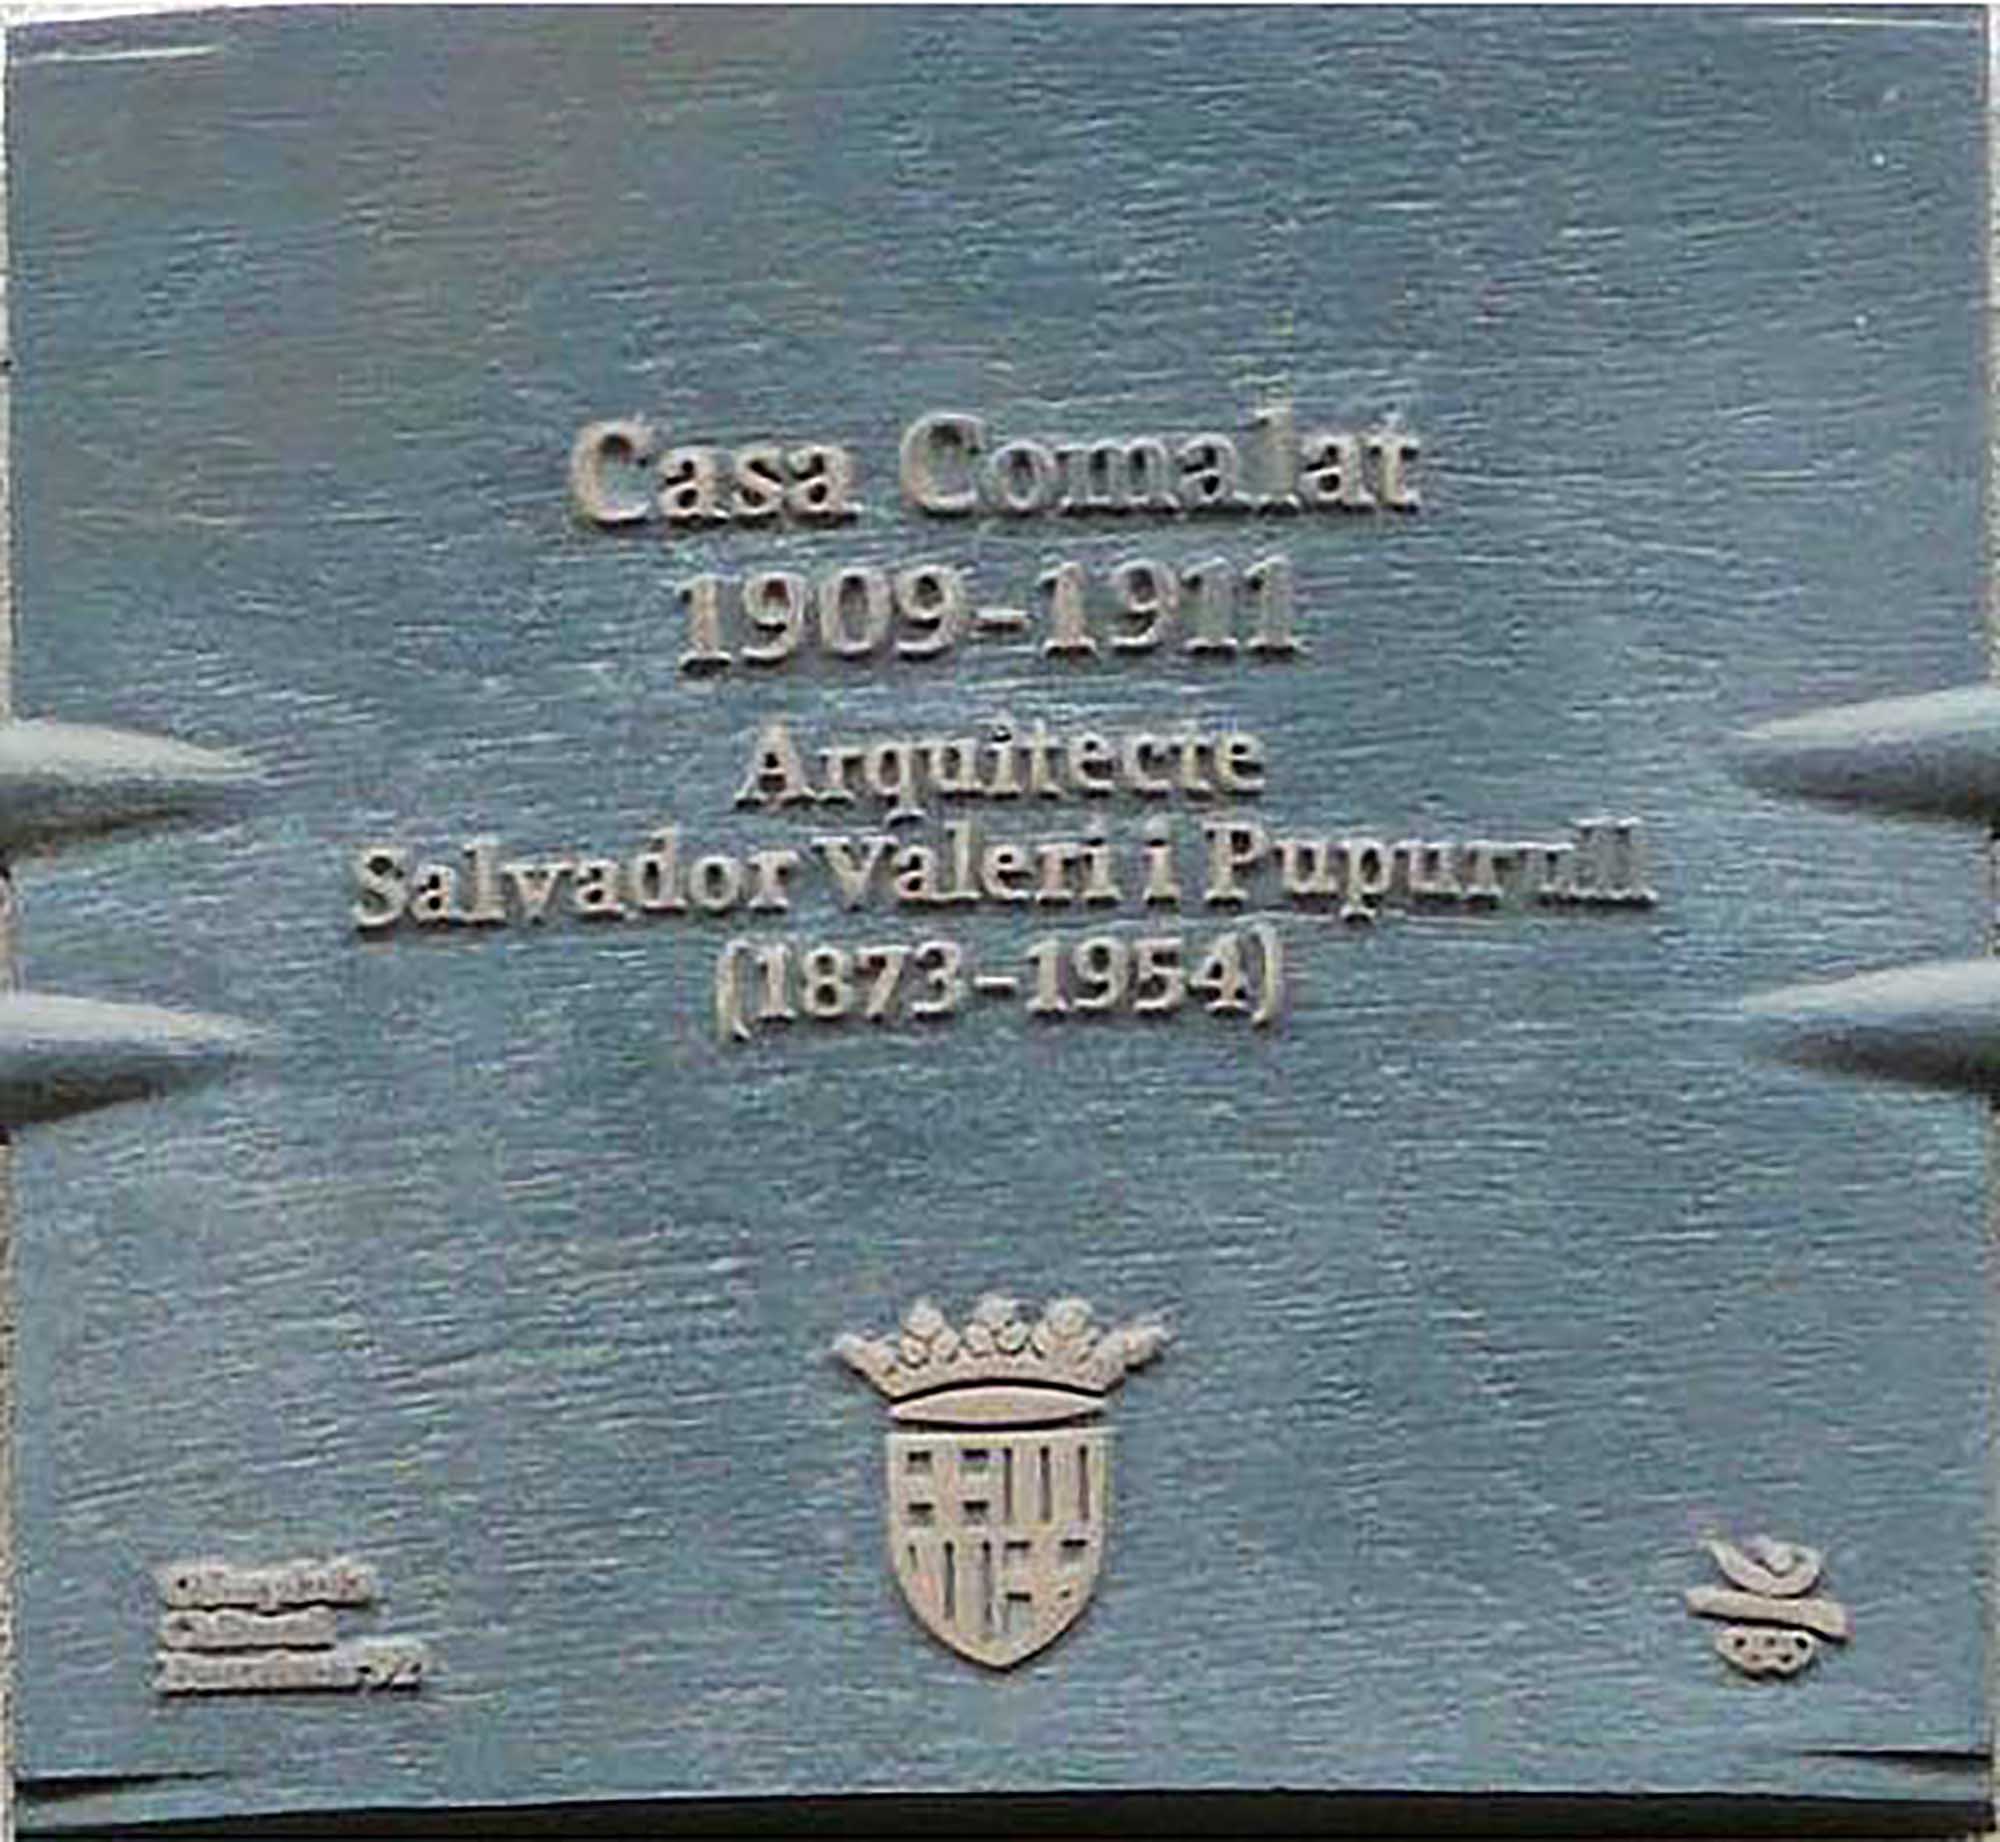 Casa Comalat
1909-1911
Arquitecte
Salvador Valeri i Pupurull
(1873-1954)